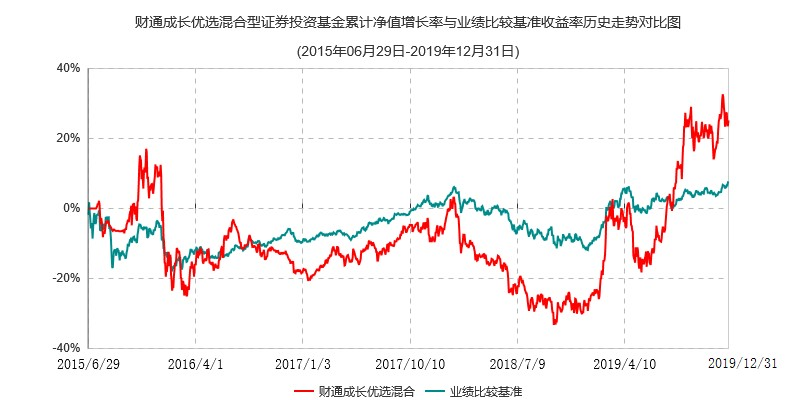 财通成长优选混合型证券投资基金累计净值增长率与业绩比较基准收益率历史走势对比图
(2015年06月29日-2019年12月31日)
40%
20%
0%
-20%
-40%
2015/6/29 2016/4/1 2017/1/3 2017/10/10 2018/7/9 2019/4/10 2019/12/31
财通成长优选混合 业绩比较基准